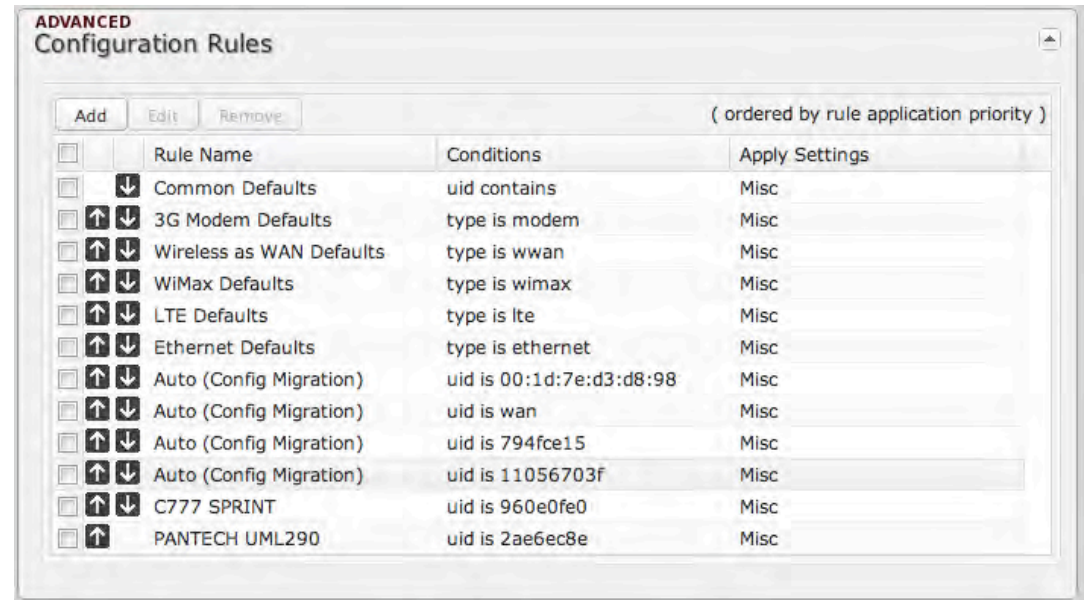 ADVANCED
Configuration Rules
Add Edit Remove ( ordered by rule application priority )
Rule Name Conditions Apply Settings
Common Defaults uid contains Misc
3G Modem Defaults type is modem Misc
Wireless as WAN Defaults type is wwan Misc
WiMax Defaults type is wimax Misc
LTE Defaults type is lte Misc
Ethernet Defaults type is ethernet Misc
Auto (Config Migration) uid is 00:1d:7e:d3:d8:98 Misc
Auto (Config Migration) uid is wan Misc
Auto (Config Migration) uid is 794fce15 Misc
Auto (Config Migration) uid is 11056703f Misc
C777 SPRINT uid is 960e0fe0 Misc
PANTECH UML290 uid is 2ae6ec8e Misc